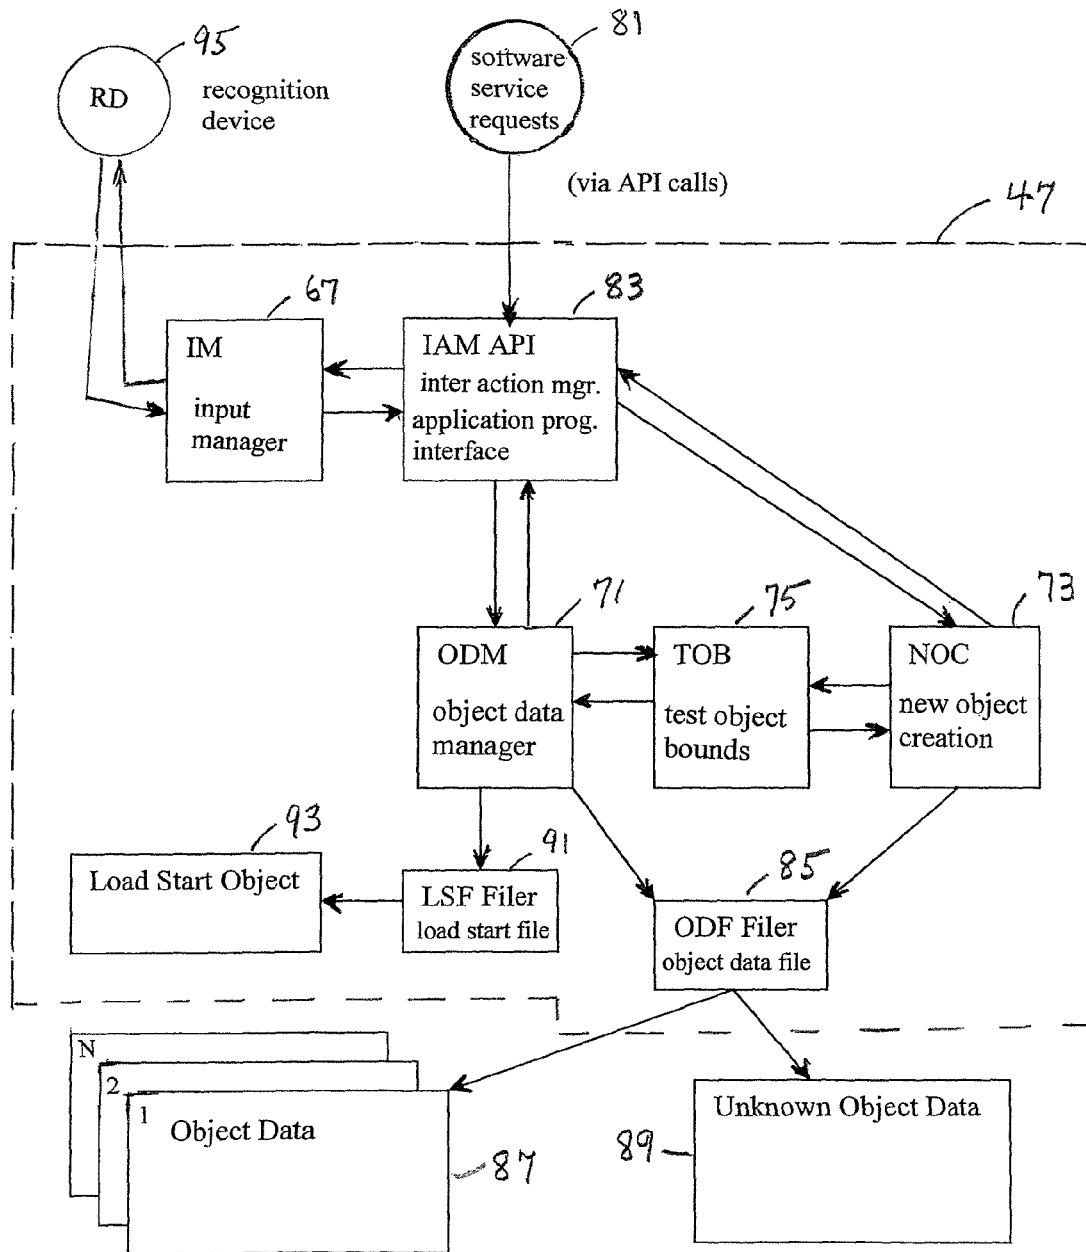 95
81
RD
recognition
device
software
service
requests
(via API calls)
47
67
83
IM
input
manager
IAM API
inter action mgr.
application prog.
interface
71
75
73
ODM
object data
manager
TOB
test object
bounds
NOC
new object
creation
93
91
85
Load Start Object
LSF Filer
load start file
ODF Filer
object data file
N
2
1
Object Data
87
Unknown Object Data
89